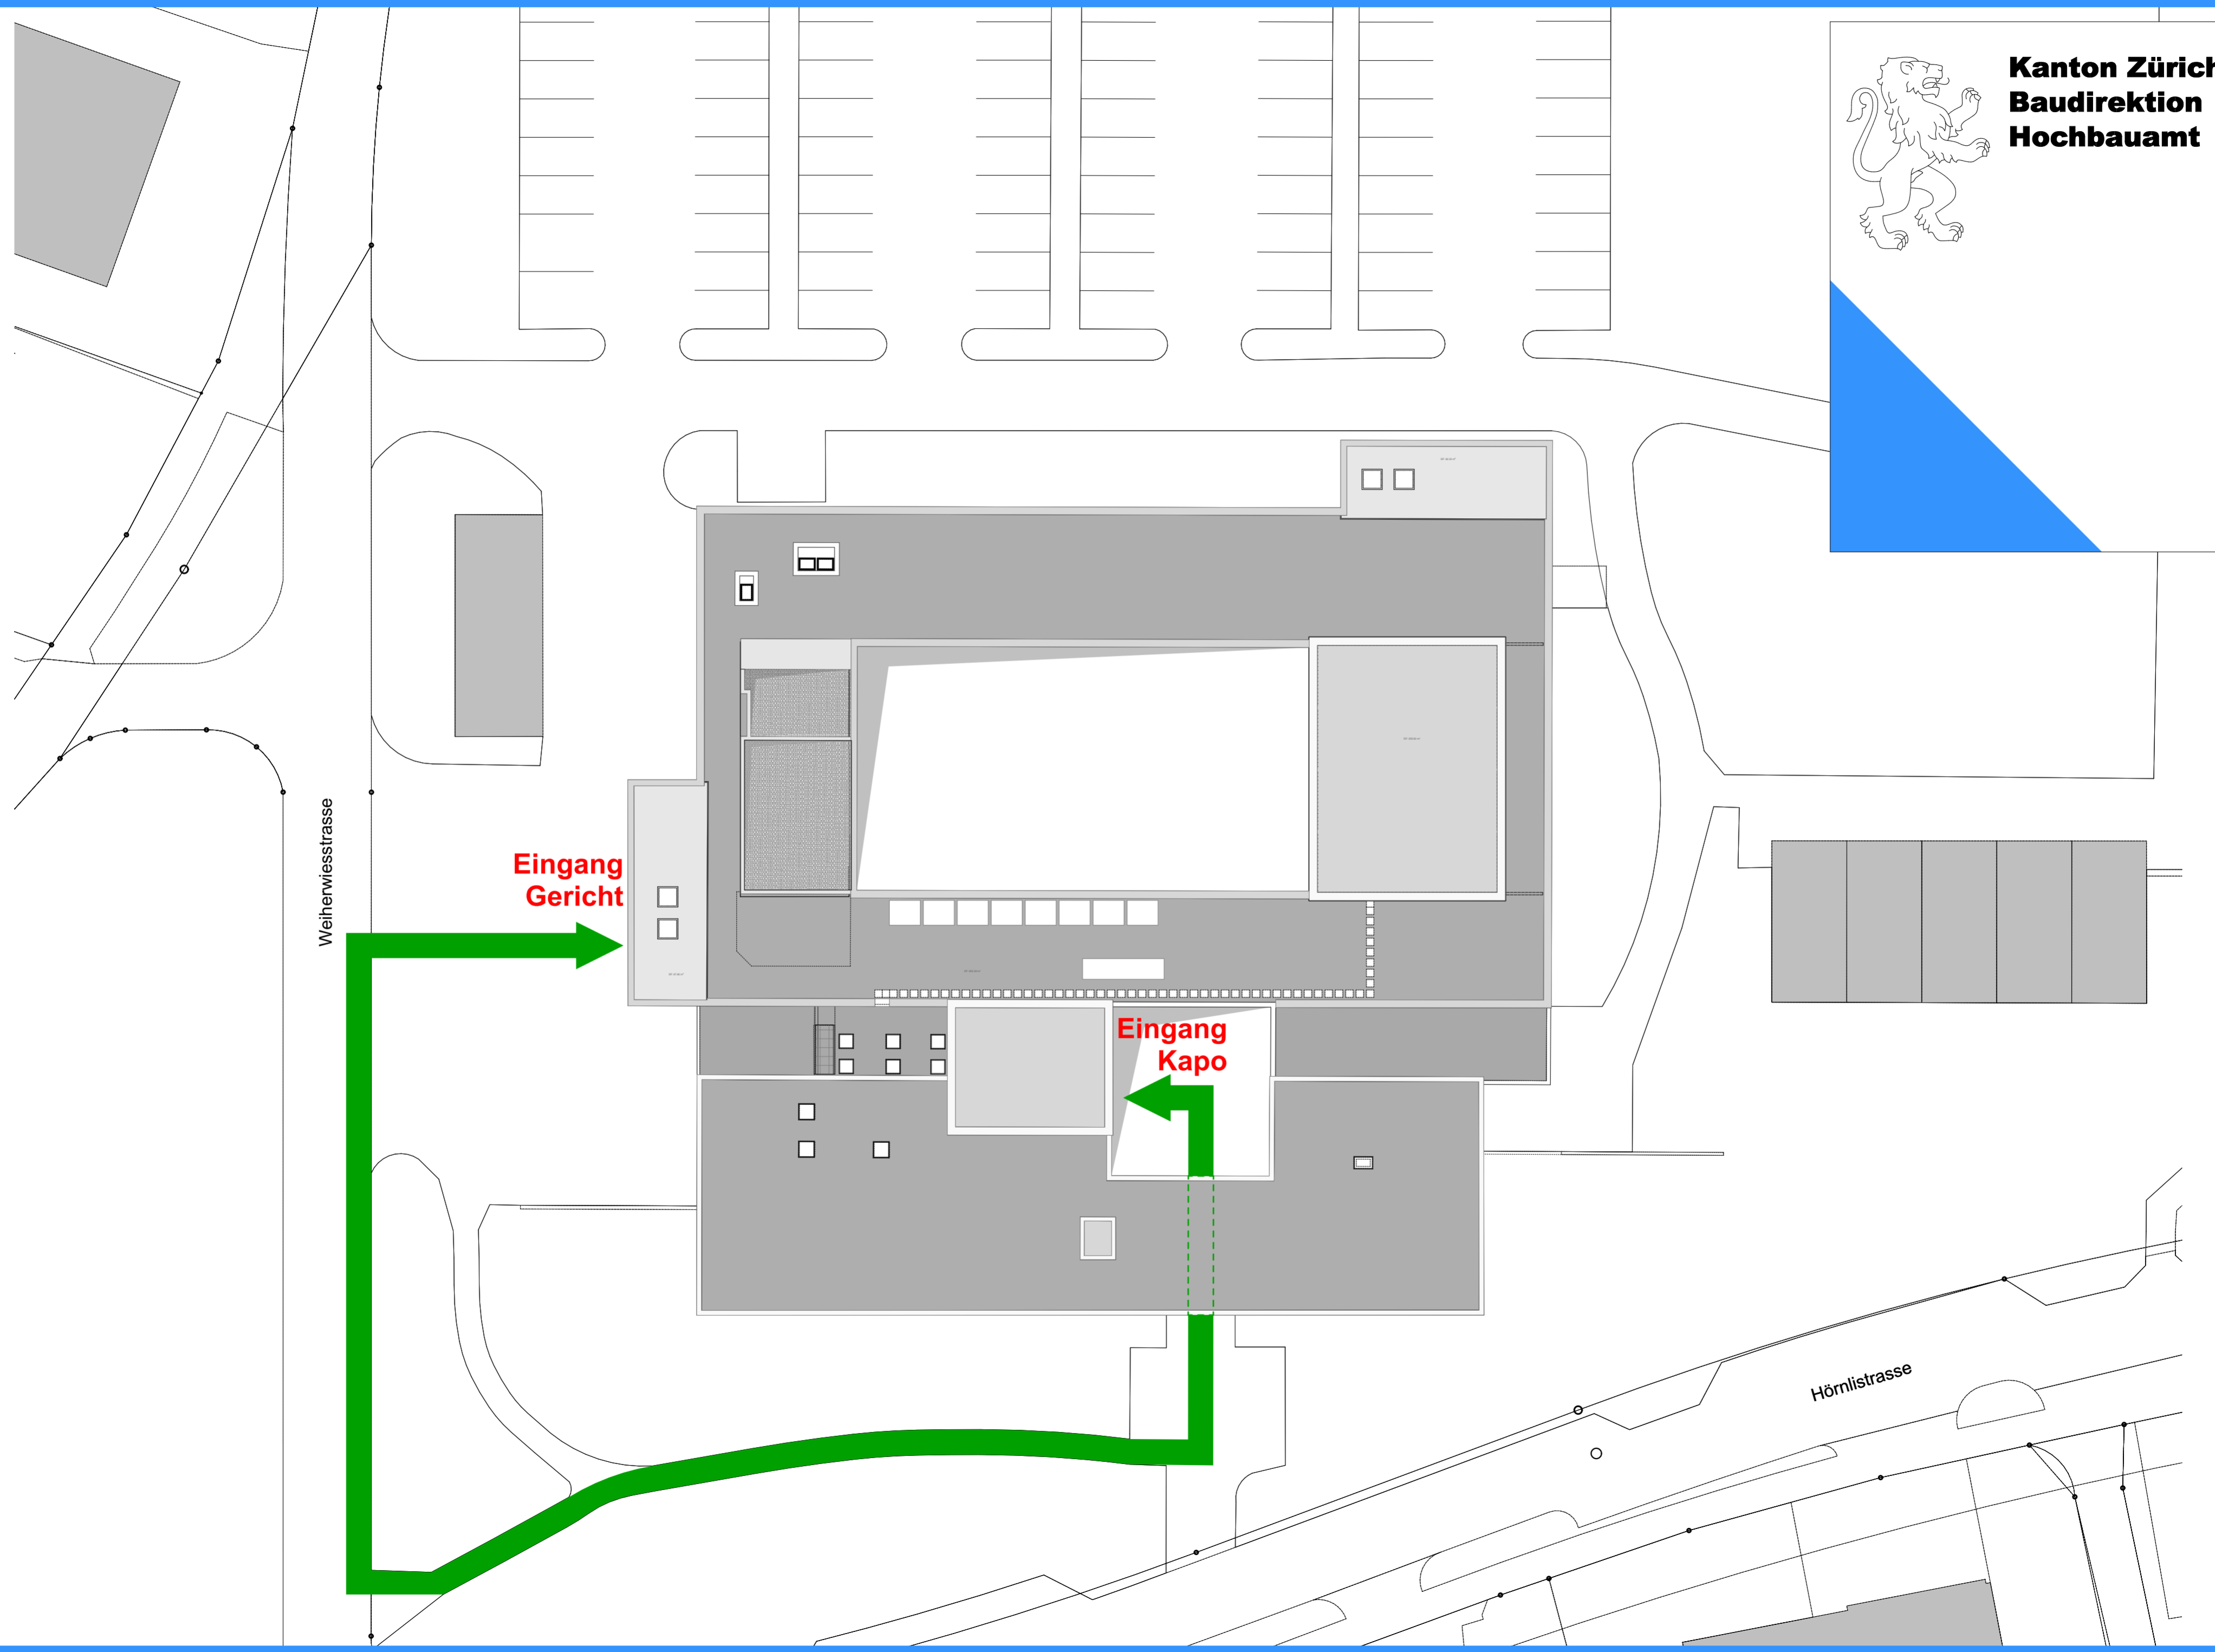 Kanton Zürich
Baudirektion
Hochbauamt
Weiherwiesstrasse
Eingang
Gericht
Eingang
Kapo
Hörnlistrasse